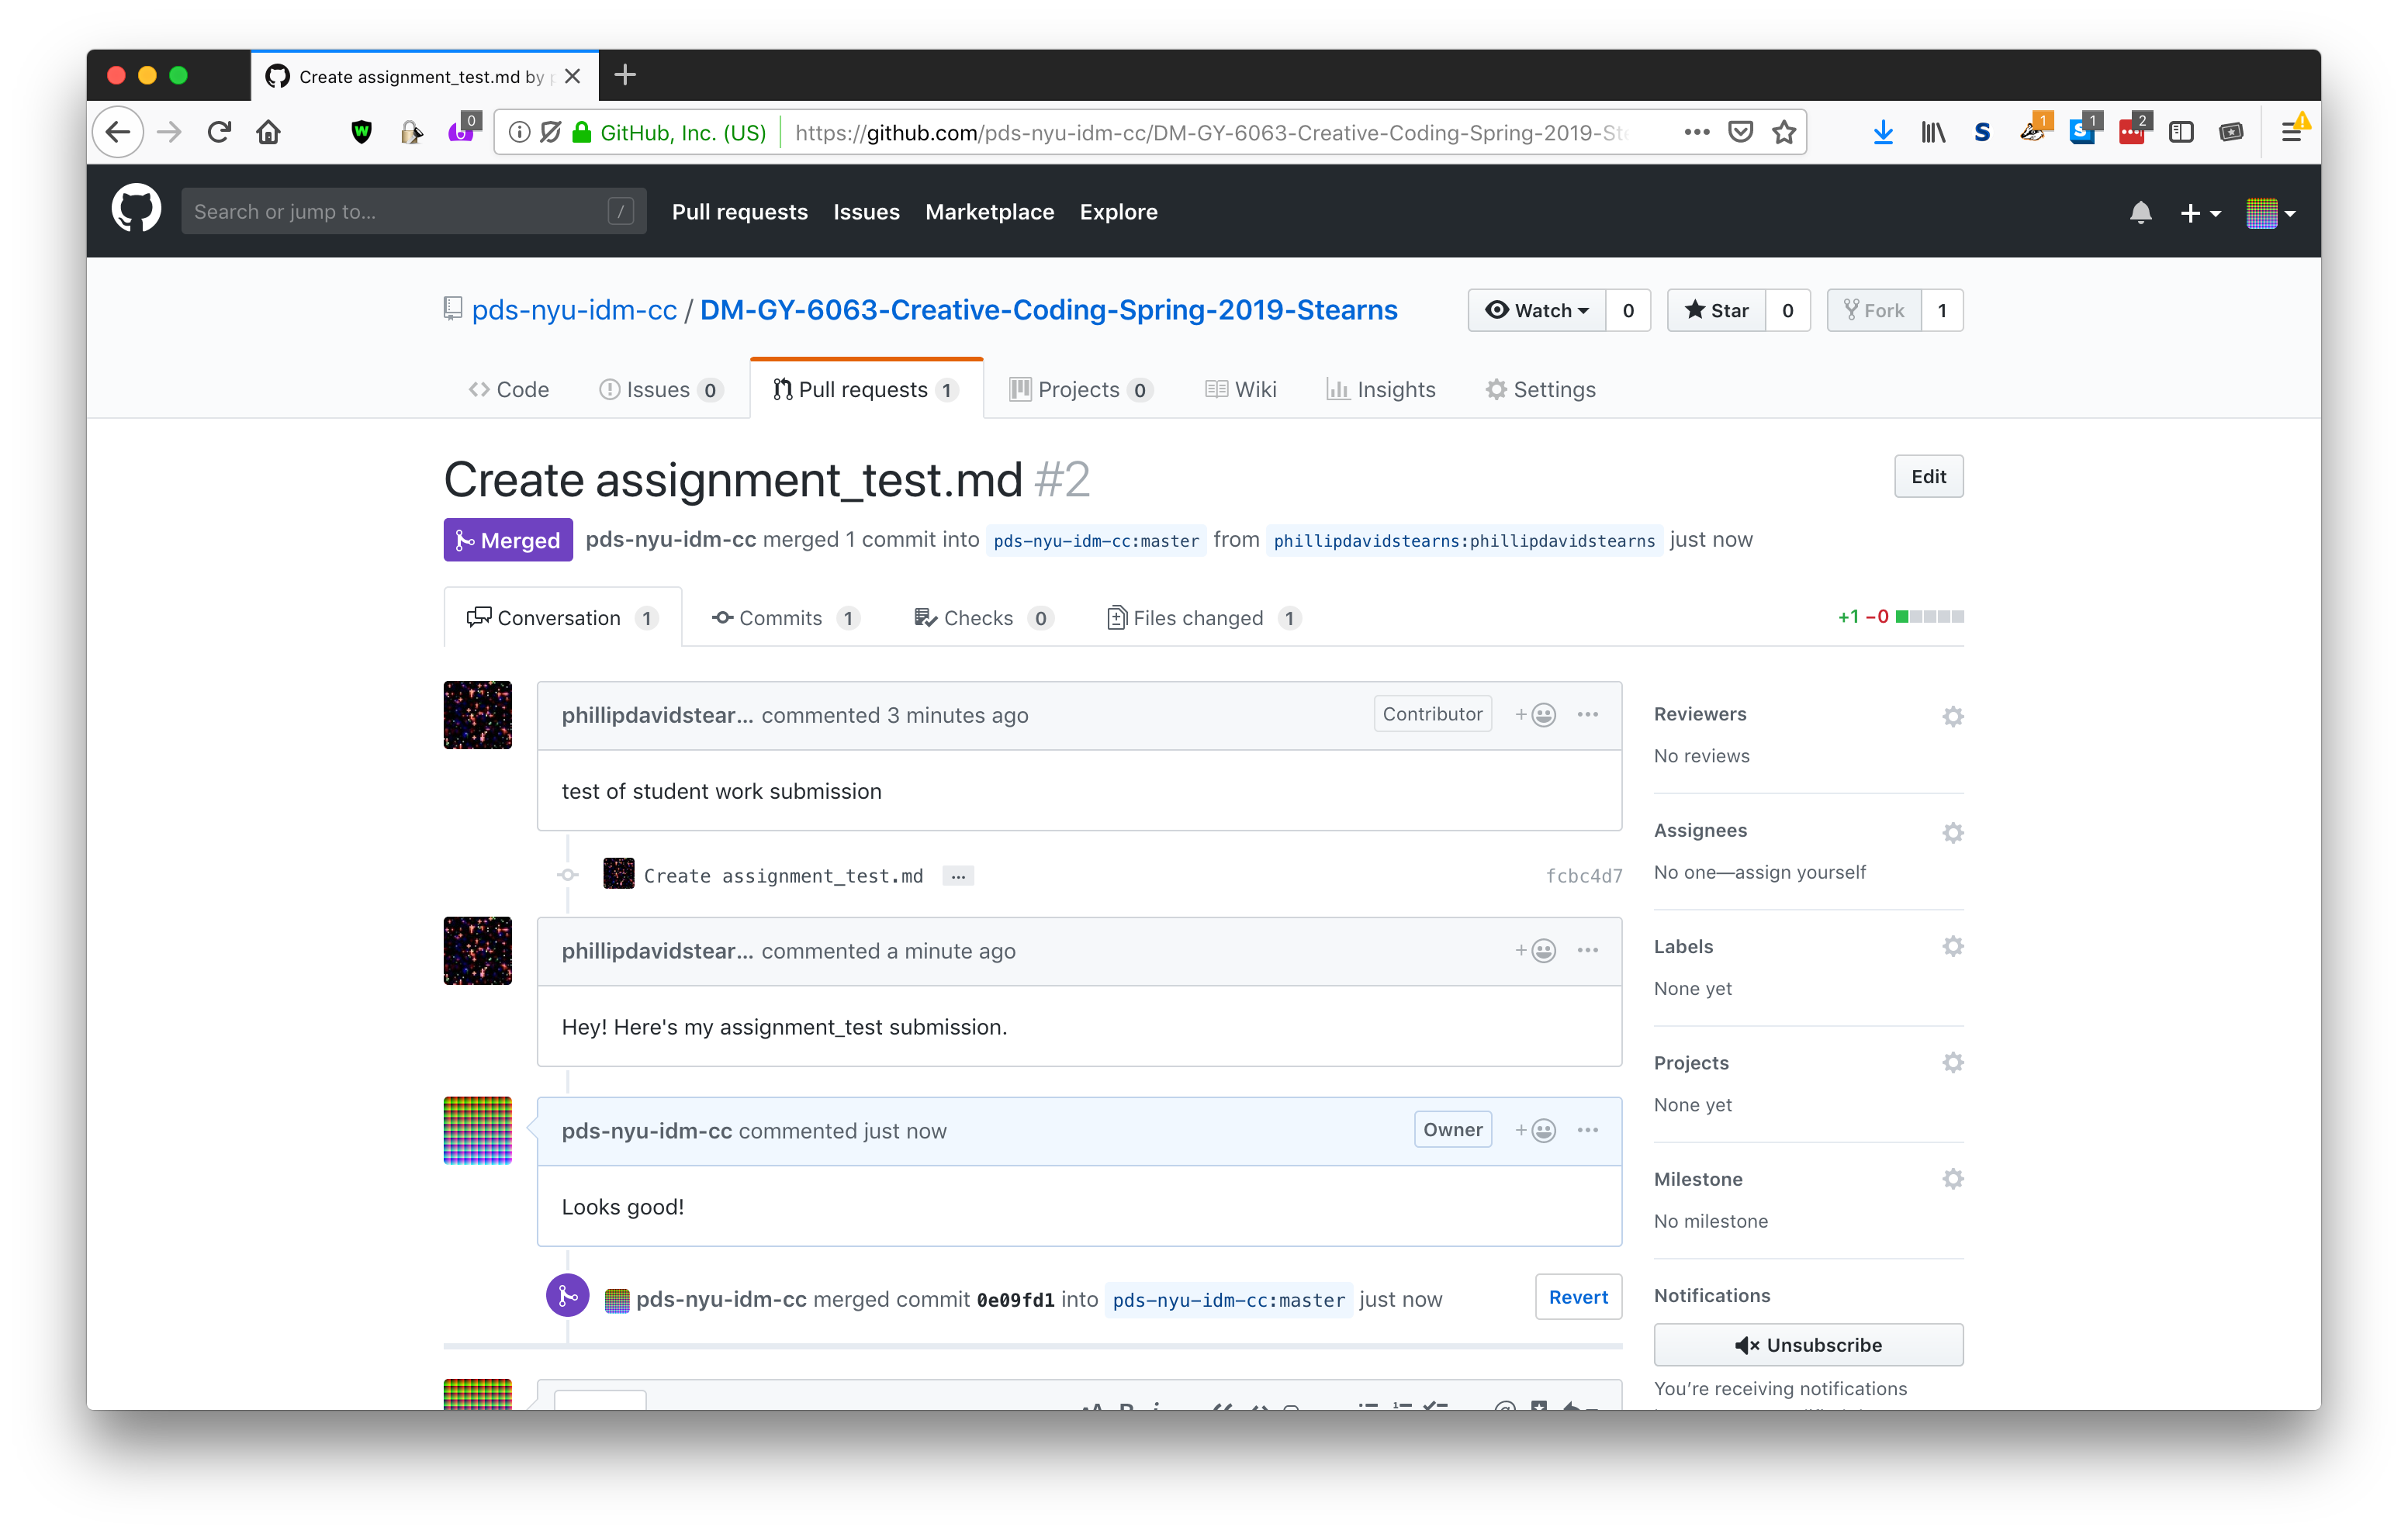 Create assignment_test.md by
0
GitHub, Inc. (US) https://github.com/pds-nyu-idm-cc/DM-GY-6063-Creative-Coding-Spring-2019-Ste
W
S
1
S 1
2
Search or jump to... /
Pull requests Issues Marketplace Explore
pds-nyu-idm-cc / DM-GY-6063-Creative-Coding-Spring-2019-Stearns
Watch 0 Star 0 Fork 1
Code Issues 0 Pull requests 1 Projects 0 Wiki Insights Settings
Create assignment_test.md #2
Edit
Merged pds-nyu-idm-cc merged 1 commit into pds-nyu-idm-cc:master from phillipdavidstearns:phillipdavidstearns just now
Conversation 1 Commits 1 Checks 0 Files changed 1
+1 −0
phillipdavidstear... commented 3 minutes ago
Contributor
test of student work submission
Create assignment_test.md ...
fcbc4d7
phillipdavidstear... commented a minute ago
Hey! Here's my assignment_test submission.
pds-nyu-idm-cc commented just now
Owner
Looks good!
pds-nyu-idm-cc merged commit 0e09fd1 into pds-nyu-idm-cc:master just now
Revert
Reviewers
No reviews
Assignees
No one—assign yourself
Labels
None yet
Projects
None yet
Milestone
No milestone
Notifications
Unsubscribe
You're receiving notifications